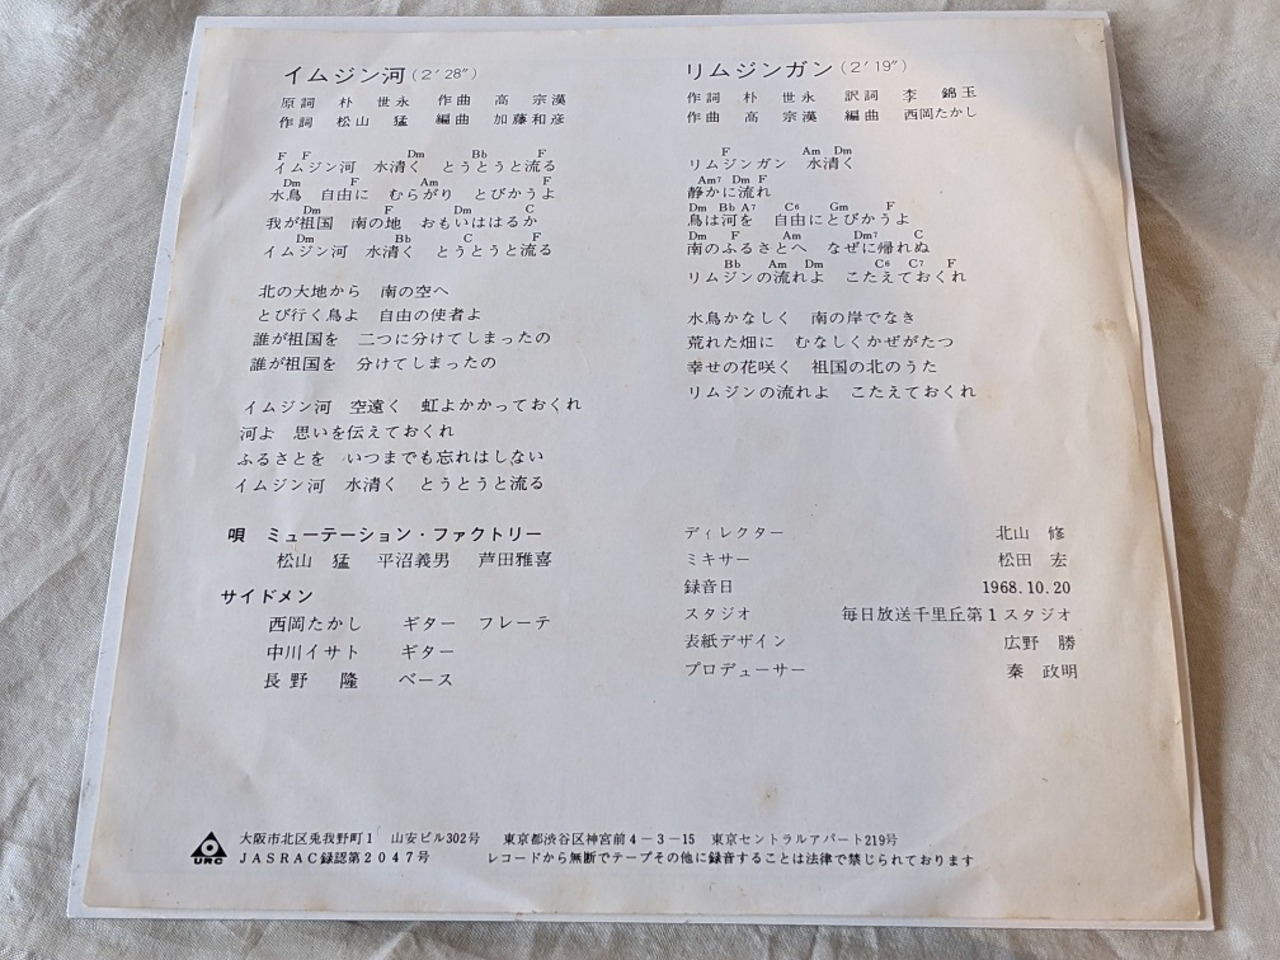 イムジン河(2′28″)
原詞 朴 世永 作曲 高 宗漢
作詞 松山 猛 編曲 加藤和彦
F F Dm Bb F
イムジン河 水清く とうとうと流る
Dm F Am F
水鳥 自由に むらがり とびかうよ
Dm F Dm C
我が祖国 南の地 おもいははるか
Dm Bb C F
イムジン河 水清く とうとうと流る
北の大地から 南の空へ
とび行く鳥よ 自由の使者よ
誰が祖国を 二つに分けてしまったの
誰が祖国を 分けてしまったの
イムジン河 空遠く 虹よかかっておくれ
河よ 思いを伝えておくれ
ふるさとを いつまでも忘れはしない
イムジン河 水清く とうとうと流る
唄 ミューテーション・ファクトリー
松山 猛 平沼義男 芦田雅喜
サイドメン
西岡たかし ギター フレーテ
中川イサト ギター
長野 隆 ベース
リムジンガン(2′19″)
作詞 朴 世永 訳詞 李 錦玉
作曲 高 宗漢 編曲 西岡たかし
F Am Dm
リムジンガン 水清く
Am7 Dm F
静かに流れ
Dm Bb A7 C6 Gm F
鳥は河を 自由にとびかうよ
Dm F Am Dm7 C
南のふるさとへ なぜに帰れぬ
Bb Am Dm C6 C7 F
リムジンの流れよ こたえておくれ
水鳥かなしく 南の岸でなき
荒れた畑に むなしくかぜがたつ
幸せの花咲く 祖国の北のうた
リムジンの流れよ こたえておくれ
ディレクター 北山 修
ミキサー 松田 宏
録音日 1968.10.20
スタジオ 毎日放送千里丘第1スタジオ
表紙デザイン 広野 勝
プロデューサー 秦 政明
URC
大阪市北区兎我野町1 山安ビル302号 東京都渋谷区神宮前4-3-15 東京セントラルアパート219号
JASRAC録認第2047号 レコードから無断でテープその他に録音することは法律で禁じられております